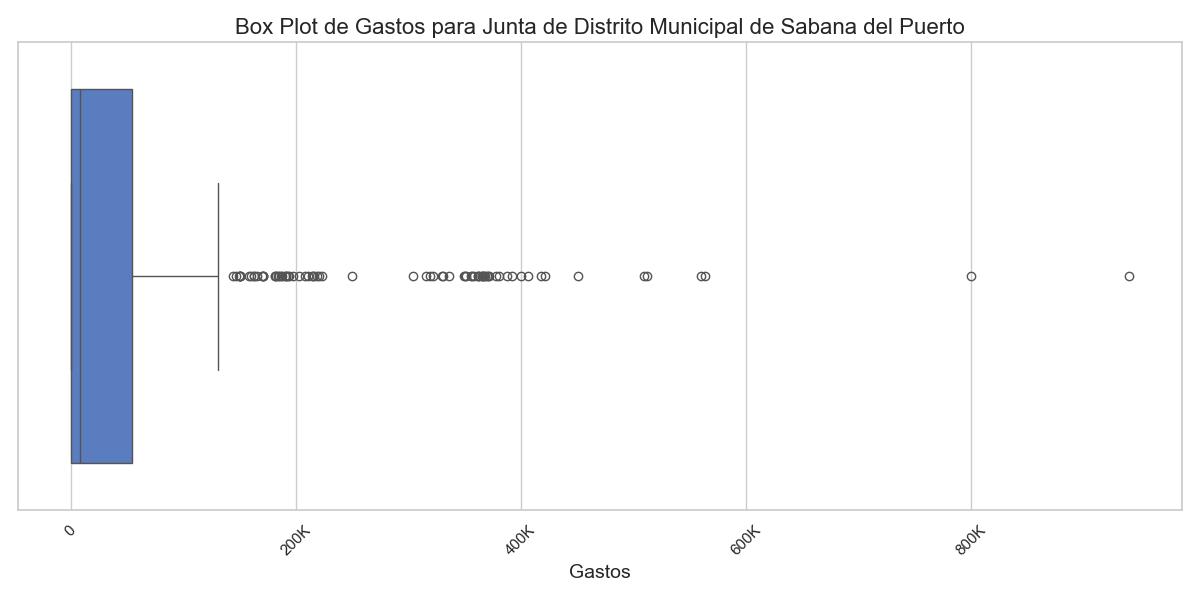 Box Plot de Gastos para Junta de Distrito Municipal de Sabana del Puerto
0
200K
400K
600K
800K
Gastos